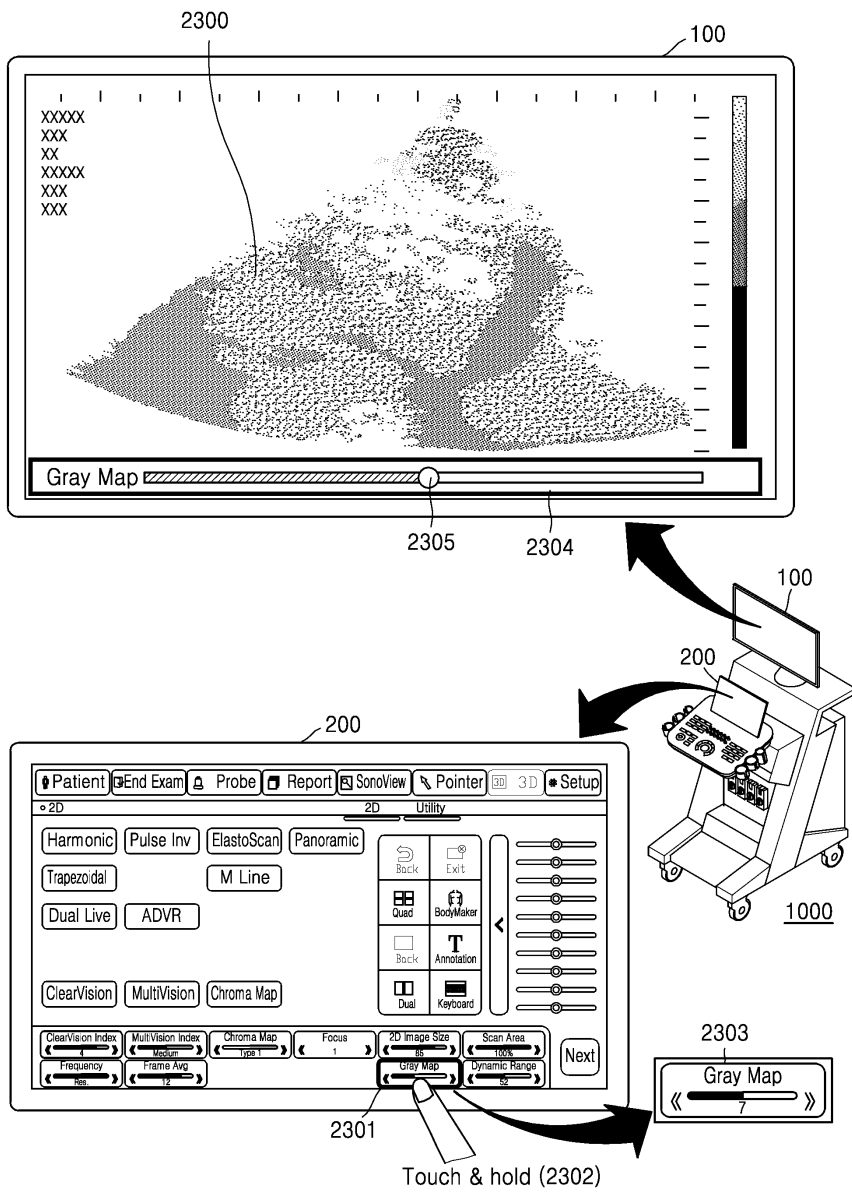 2300
100
XXXXX
XXX
XX
XXXXX
XXX
XXX
Gray Map
2305
2304
100
200
200
Patient End Exam Probe Report SonoView Pointer 3D 3D Setup
2D 2D Utility
Harmonic Pulse Inv ElastoScan Panoramic
Back Exit
Trapezoidal M Line
Quad BodyMaker
Dual Live ADVR
Back T Annotation
ClearVision MultiVision Chroma Map
Dual Keyboard
1000
ClearVision Index MultiVision Index Chroma Map Focus 2D Image Size Scan Area
4 Medium Type 1 1 85 100%
Next
Frequency Frame Avg Gray Map Dynamic Range
Res. 12 52
2303
Gray Map
7
2301
Touch & hold (2302)